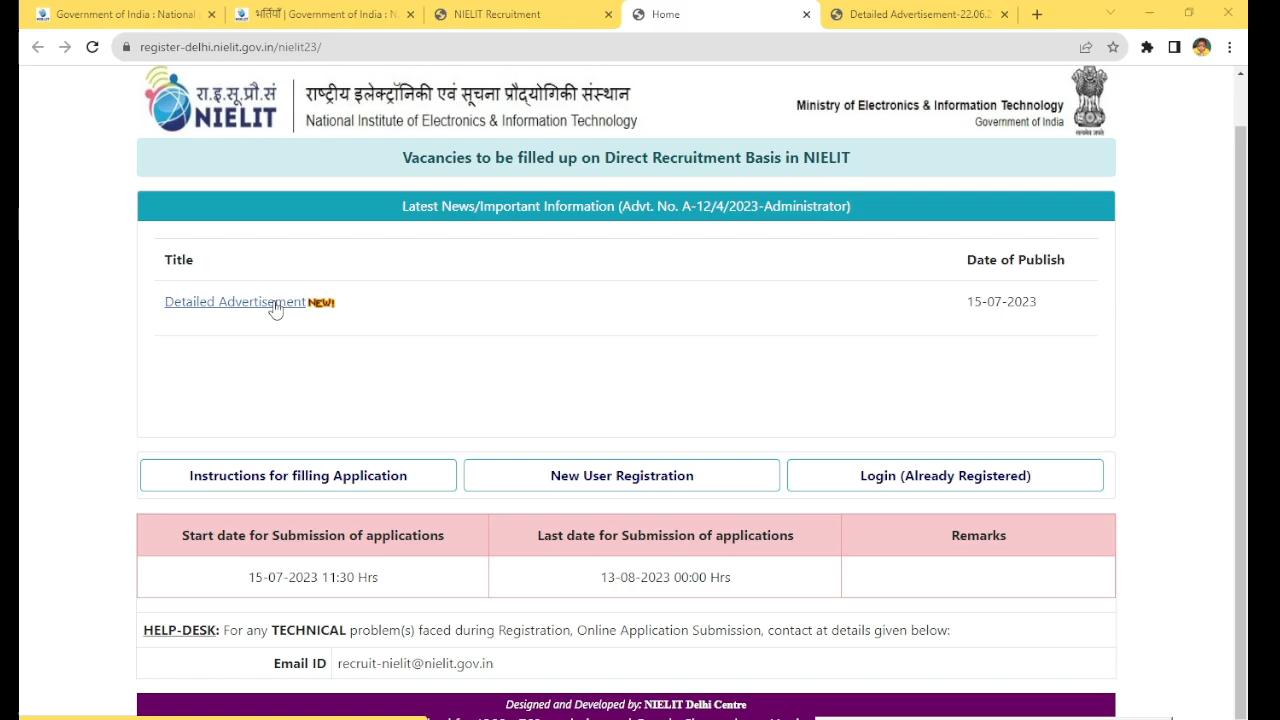 Government of India : National
भर्तियाँ | Government of India : N
NIELIT Recruitment
Home
Detailed Advertisement-22.06.2
register-delhi.nielit.gov.in/nielit23/
रा.इ.सू.प्रौ.सं
NIELIT
राष्ट्रीय इलेक्ट्रॉनिकी एवं सूचना प्रौद्योगिकी संस्थान
National Institute of Electronics & Information Technology
Ministry of Electronics & Information Technology
Government of India
सत्यमेव जयते
Vacancies to be filled up on Direct Recruitment Basis in NIELIT
Latest News/Important Information (Advt. No. A-12/4/2023-Administrator)
Title Date of Publish
Detailed Advertisement NEW! 15-07-2023
Instructions for filling Application New User Registration Login (Already Registered)
Start date for Submission of applications Last date for Submission of applications Remarks
15-07-2023 11:30 Hrs 13-08-2023 00:00 Hrs
HELP-DESK: For any TECHNICAL problem(s) faced during Registration, Online Application Submission, contact at details given below:
Email ID recruit-nielit@nielit.gov.in
Designed and Developed by: NIELIT Delhi Centre